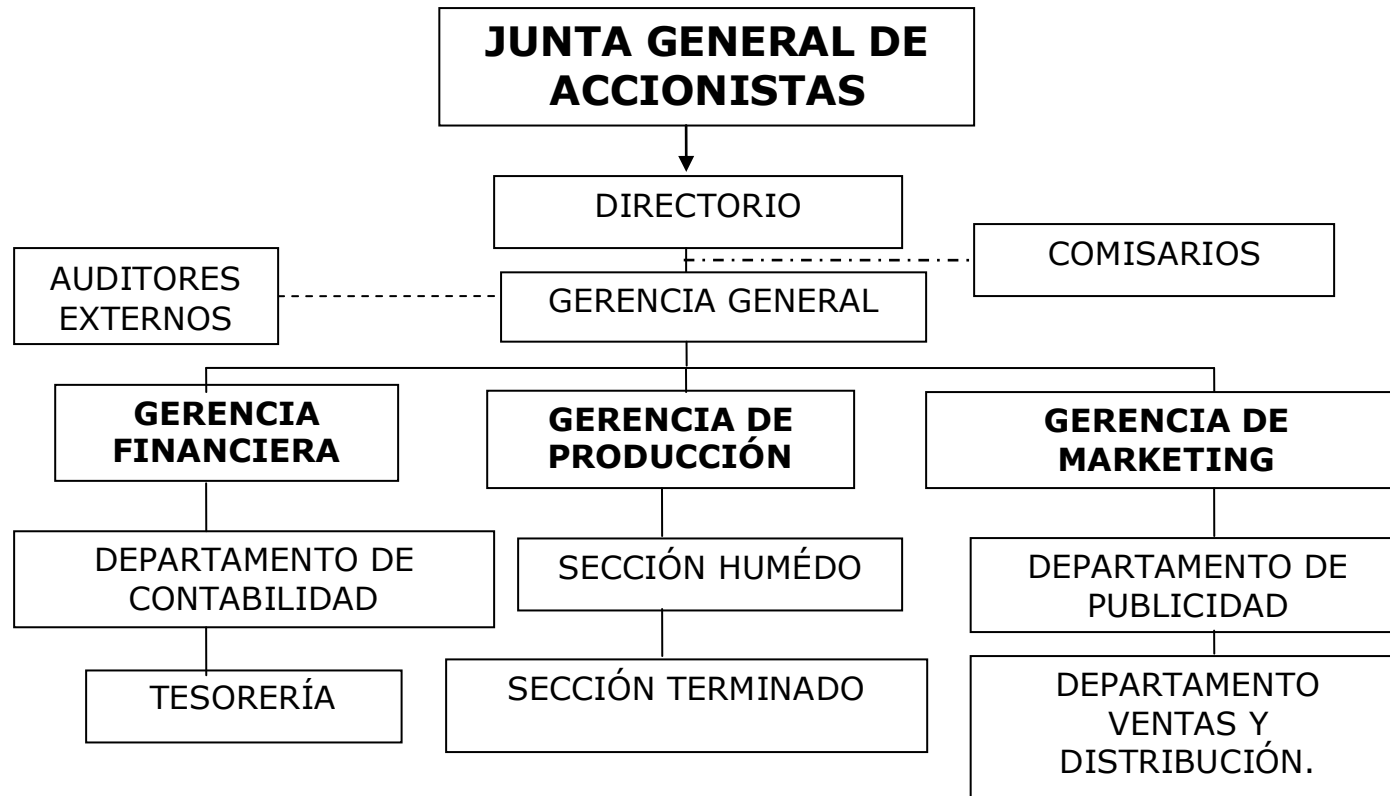 JUNTA GENERAL DE
ACCIONISTAS
DIRECTORIO
COMISARIOS
AUDITORES
EXTERNOS
GERENCIA GENERAL
GERENCIA
FINANCIERA
GERENCIA DE
PRODUCCIÓN
GERENCIA DE
MARKETING
DEPARTAMENTO DE
CONTABILIDAD
SECCIÓN HUMÉDO
DEPARTAMENTO DE
PUBLICIDAD
TESORERÍA
SECCIÓN TERMINADO
DEPARTAMENTO
VENTAS Y
DISTRIBUCIÓN.